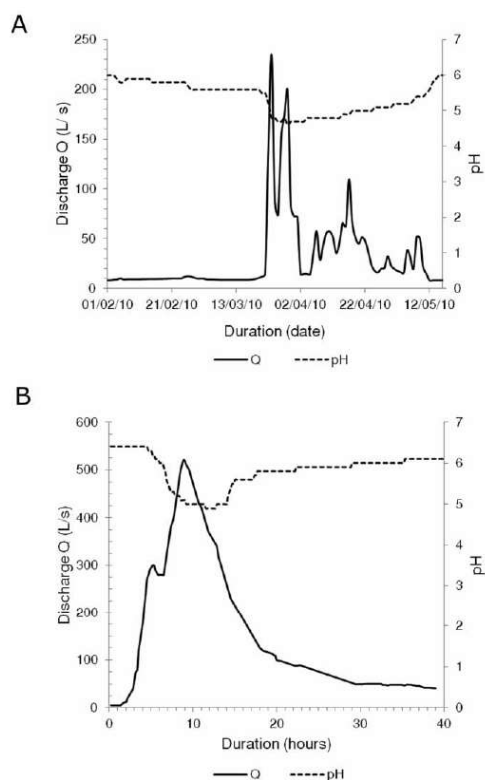 A
250
200
150
100
50
0
Discharge Q (L/ s)
7
6
5
4
3
2
1
0
pH
01/02/10 21/02/10 13/03/10 02/04/10 22/04/10 12/05/10
Duration (date)
Q pH
B
600
500
400
300
200
100
0
Discharge Q (L/s)
7
6
5
4
3
2
1
0
pH
0 10 20 30 40
Duration (hours)
Q pH